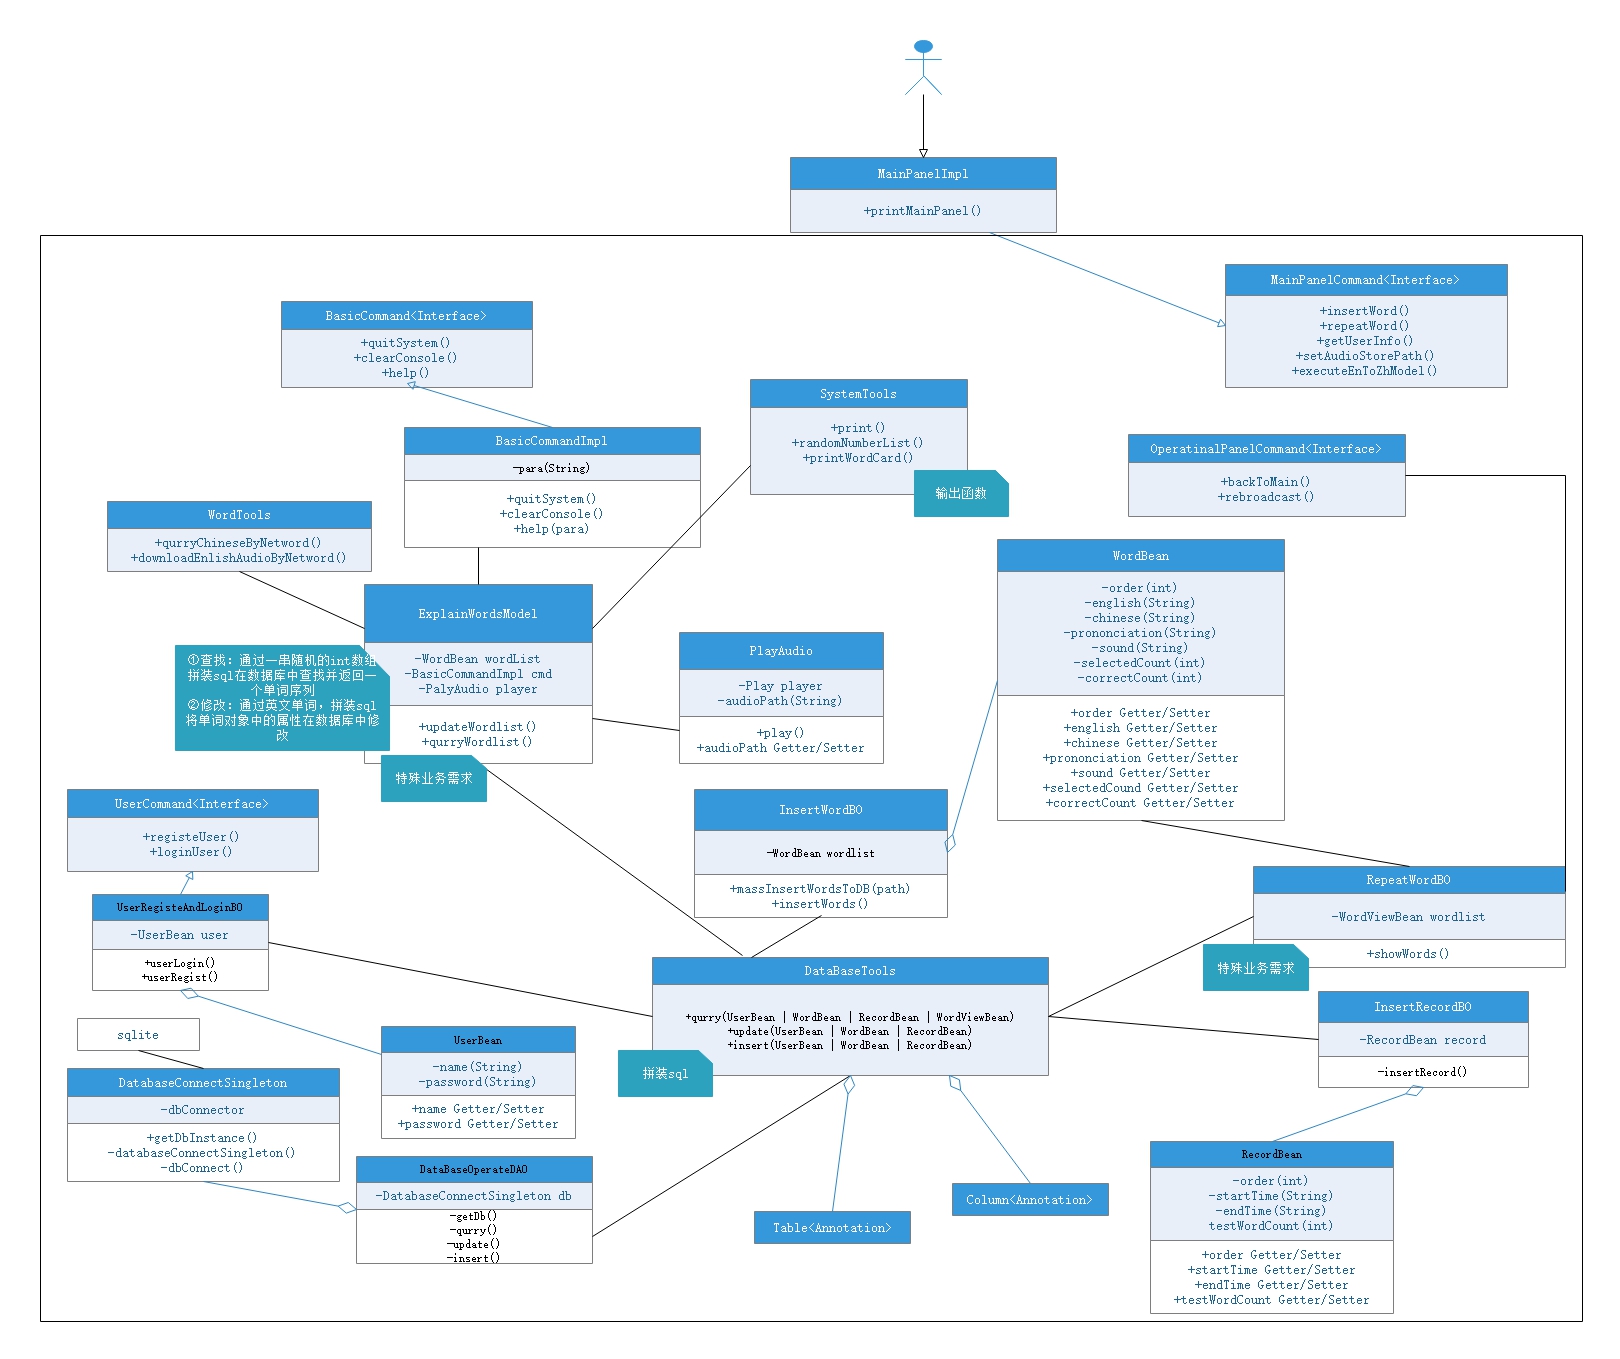 MainPanelImpl
+printMainPanel()
MainPanelCommand<Interface>
+insertWord()
+repeatWord()
+getUserInfo()
+setAudioStorePath()
+executeEnToZhModel()
BasicCommand<Interface>
+quitSystem()
+clearConsole()
+help()
SystemTools
+print()
+randomNumberList()
+printWordCard()
输出函数
BasicCommandImpl
-para(String)
+quitSystem()
+clearConsole()
+help(para)
OperatinalPanelCommand<Interface>
+backToMain()
+rebroadcast()
WordTools
+qurryChineseByNetword()
+downloadEnlishAudioByNetword()
WordBean
-order(int)
-english(String)
-chinese(String)
-prononciation(String)
-sound(String)
-selectedCount(int)
-correctCount(int)
+order Getter/Setter
+english Getter/Setter
+chinese Getter/Setter
+prononciation Getter/Setter
+sound Getter/Setter
+selectedCound Getter/Setter
+correctCount Getter/Setter
ExplainWordsModel
-WordBean wordList
-BasicCommandImpl cmd
-PalyAudio player
+updateWordlist()
+qurryWordlist()
①查找：通过一串随机的int数组
拼装sql在数据库中查找并返回一
个单词序列
②修改：通过英文单词，拼装sql
将单词对象中的属性在数据库中修
改
特殊业务需求
PlayAudio
-Play player
-audioPath(String)
+play()
+audioPath Getter/Setter
UserCommand<Interface>
+registeUser()
+loginUser()
InsertWordBO
-WordBean wordlist
+massInsertWordsToDB(path)
+insertWords()
RepeatWordBO
-WordViewBean wordlist
+showWords()
特殊业务需求
UserRegisteAndLoginBO
-UserBean user
+userLogin()
+userRegist()
DataBaseTools
+qurry(UserBean | WordBean | RecordBean | WordViewBean)
+update(UserBean | WordBean | RecordBean)
+insert(UserBean | WordBean | RecordBean)
拼装sql
InsertRecordBO
-RecordBean record
-insertRecord()
sqlite
UserBean
-name(String)
-password(String)
+name Getter/Setter
+password Getter/Setter
DatabaseConnectSingleton
-dbConnector
+getDbInstance()
-databaseConnectSingleton()
-dbConnect()
DataBaseOperateDAO
-DatabaseConnectSingleton db
-getDb()
-qurry()
-update()
-insert()
Table<Annotation>
Column<Annotation>
RecordBean
-order(int)
-startTime(String)
-endTime(String)
testWordCount(int)
+order Getter/Setter
+startTime Getter/Setter
+endTime Getter/Setter
+testWordCount Getter/Setter